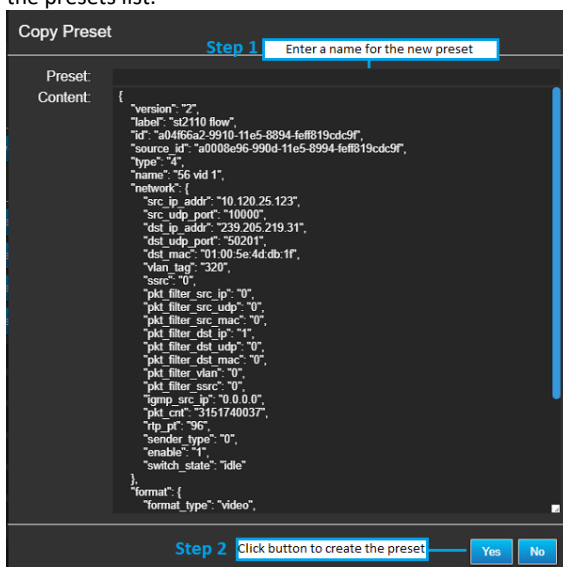 the presets list.
Copy Preset
Step 1 Enter a name for the new preset
Preset:
Content: {
"version": "2",
"label": "st2110 flow",
"id": "a04f66a2-9910-11e5-8894-feff819cdc9f",
"source_id": "a0008e96-990d-11e5-8994-feff819cdc9f",
"type": "4",
"name": "56 vid 1",
"network": {
"src_ip_addr": "10.120.25.123",
"src_udp_port": "10000",
"dst_ip_addr": "239.205.219.31",
"dst_udp_port": "50201",
"dst_mac": "01:00:5e:4d:db:1f",
"vlan_tag": "320",
"ssrc": "0",
"pkt_filter_src_ip": "0",
"pkt_filter_src_udp": "0",
"pkt_filter_src_mac": "0",
"pkt_filter_dst_ip": "1",
"pkt_filter_dst_udp": "0",
"pkt_filter_dst_mac": "0",
"pkt_filter_vlan": "0",
"pkt_filter_ssrc": "0",
"igmp_src_ip": "0.0.0.0",
"pkt_cnt": "3151740037",
"rtp_pt": "96",
"sender_type": "0",
"enable": "1",
"switch_state": "idle"
},
"format": {
"format_type": "video",
Step 2 Click button to create the preset Yes No